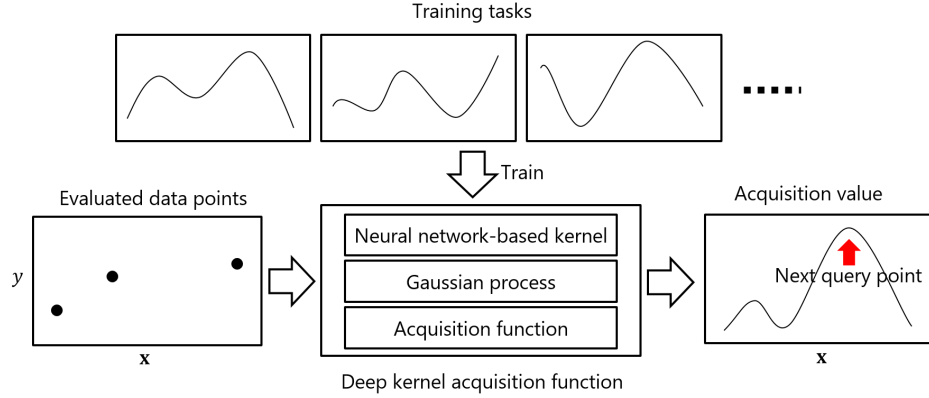 Training tasks
Train
Evaluated data points
y
x
Neural network-based kernel
Gaussian process
Acquisition function
Deep kernel acquisition function
Acquisition value
Next query point
x